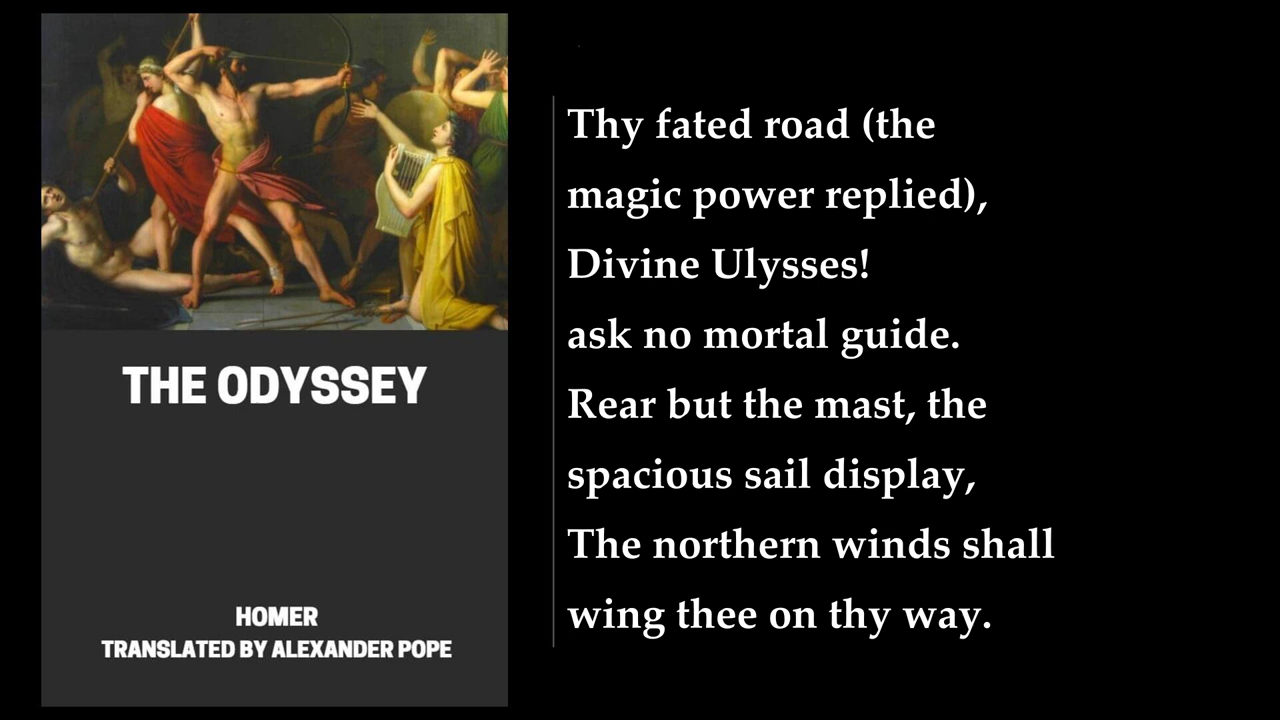 THE ODYSSEY
HOMER
TRANSLATED BY ALEXANDER POPE
Thy fated road (the
magic power replied),
Divine Ulysses!
ask no mortal guide.
Rear but the mast, the
spacious sail display,
The northern winds shall
wing thee on thy way.